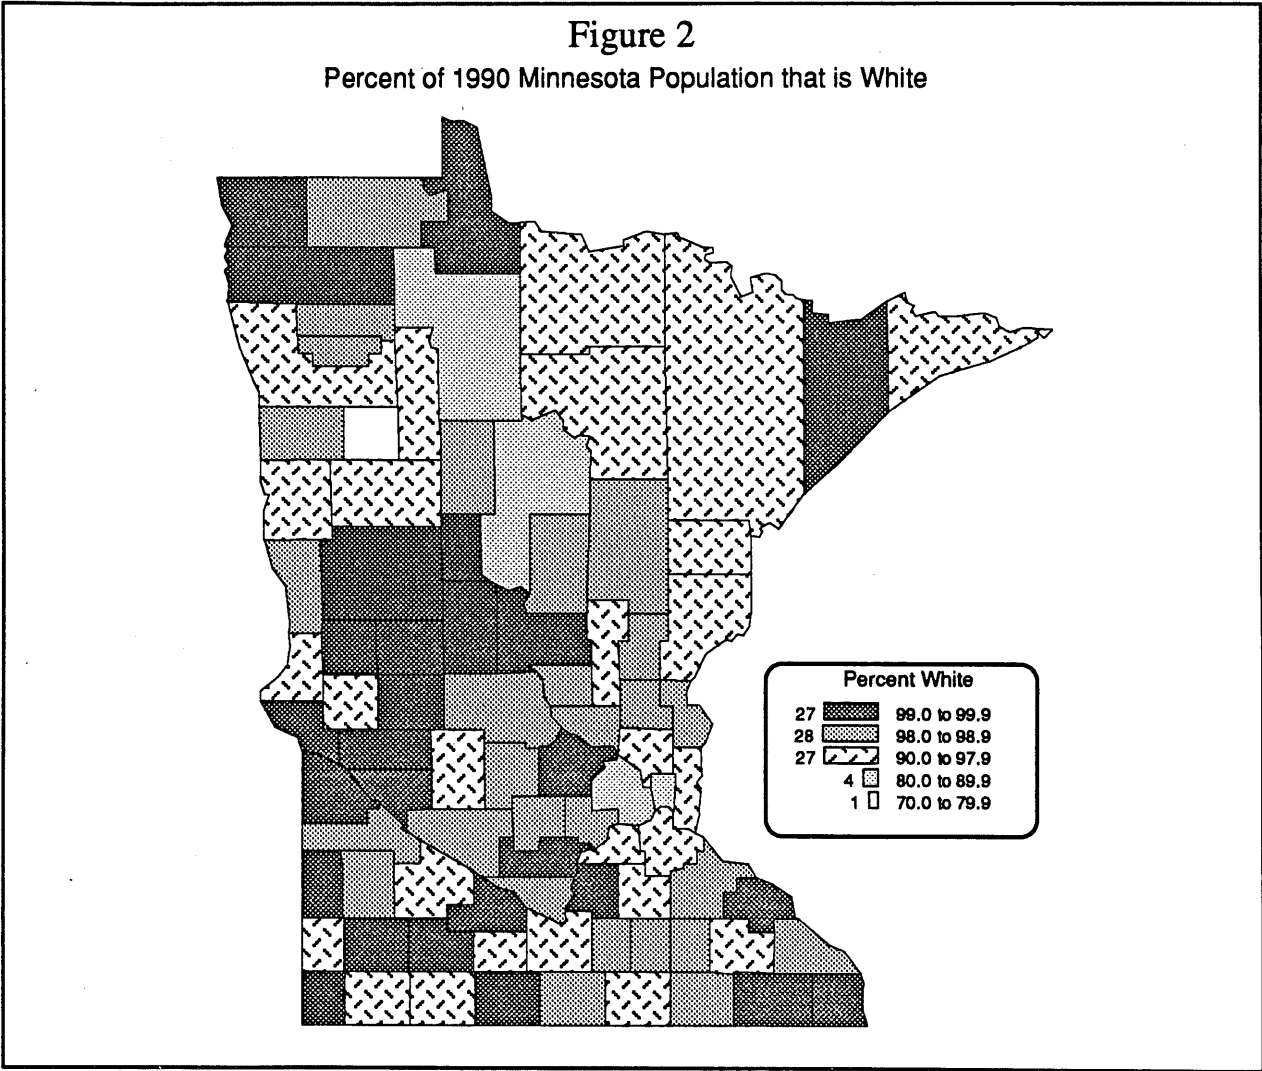 Figure 2
Percent of 1990 Minnesota Population that is White
Percent White
27 99.0 to 99.9
28 98.0 to 98.9
27 90.0 to 97.9
4 80.0 to 89.9
1 70.0 to 79.9